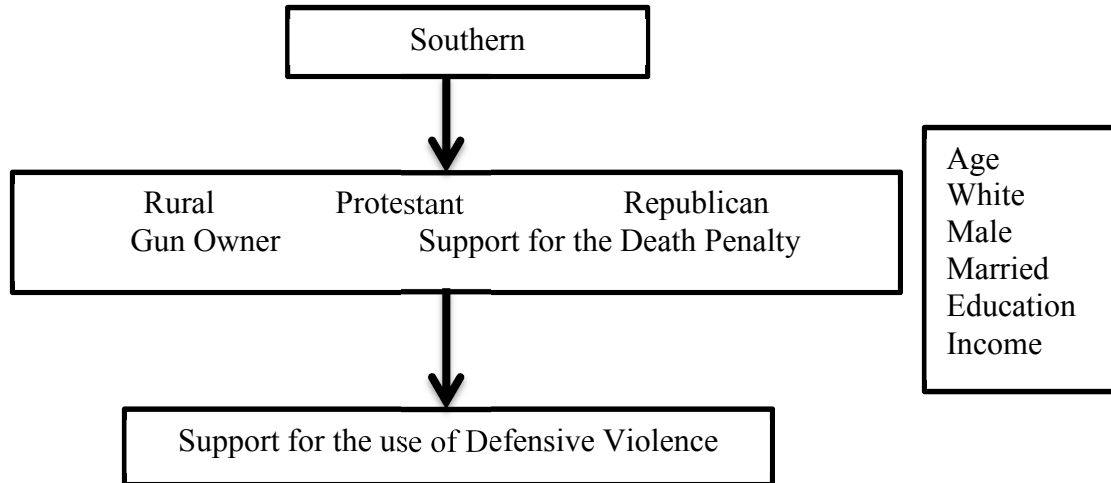 Southern
Rural Protestant Republican
Gun Owner Support for the Death Penalty
Age
White
Male
Married
Education
Income
Support for the use of Defensive Violence